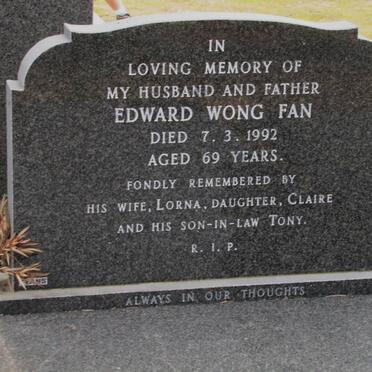 IN
LOVING MEMORY OF
MY HUSBAND AND FATHER
EDWARD WONG FAN
DIED 7.3.1992
AGED 69 YEARS.
FONDLY REMEMBERED BY
HIS WIFE, LORNA, DAUGHTER, CLAIRE
AND HIS SON-IN-LAW TONY.
R. I. P.
ALWAYS IN OUR THOUGHTS